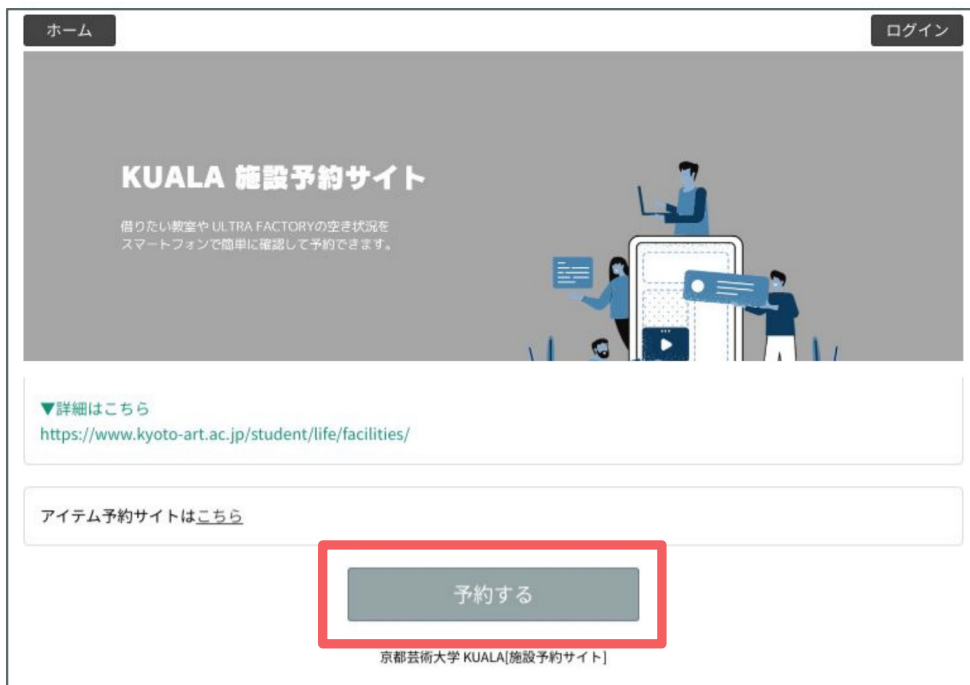 ホーム
ログイン
KUALA 施設予約サイト
借りたい教室や ULTRA FACTORYの空き状況を
スマートフォンで簡単に確認して予約できます。
▼詳細はこちら
https://www.kyoto-art.ac.jp/student/life/facilities/
アイテム予約サイトはこちら
予約する
京都芸術大学 KUALA[施設予約サイト]